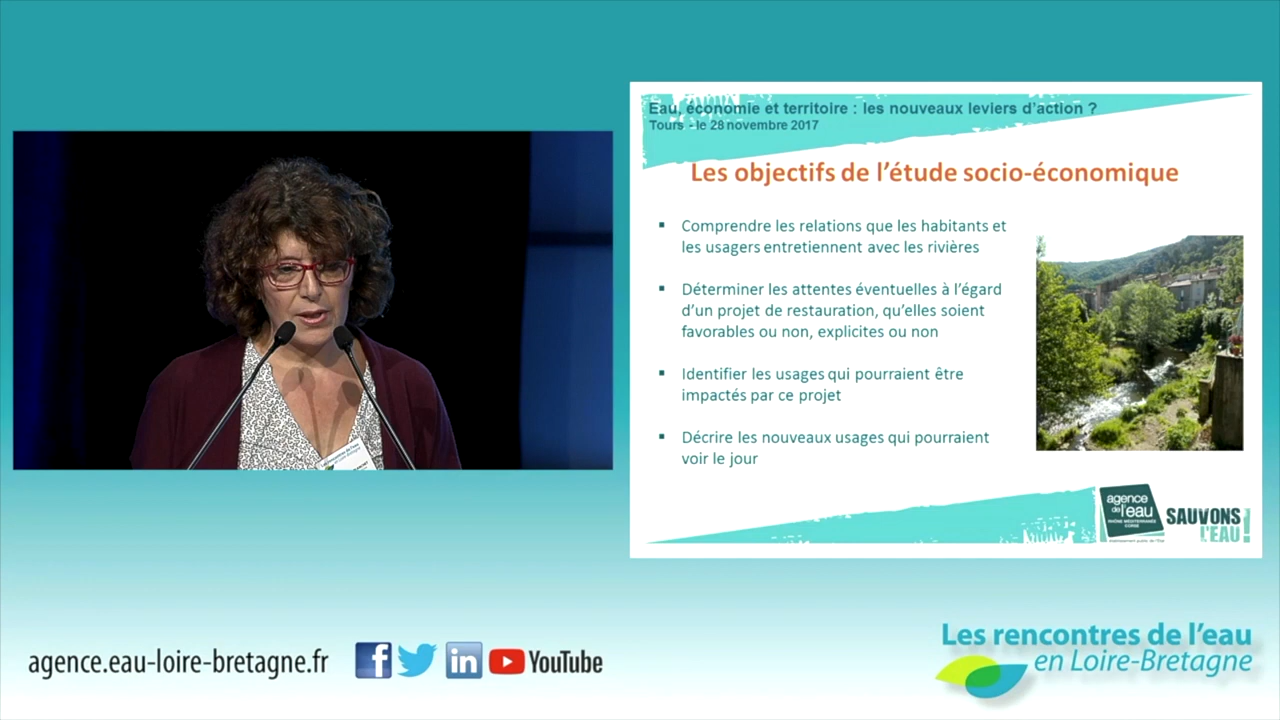 Eau, économie et territoire : les nouveaux leviers d'action ?
Tours - le 28 novembre 2017
Les objectifs de l'étude socio-économique
▪ Comprendre les relations que les habitants et
les usagers entretiennent avec les rivières
▪ Déterminer les attentes éventuelles à l'égard
d'un projet de restauration, qu'elles soient
favorables ou non, explicites ou non
▪ Identifier les usages qui pourraient être
impactés par ce projet
▪ Décrire les nouveaux usages qui pourraient
voir le jour
agence
de l'eau
RHÔNE MÉDITERRANÉE
CORSE
SAUVONS
L'EAU!
agence.eau-loire-bretagne.fr
f
in
YouTube
Les rencontres de l'eau
en Loire-Bretagne